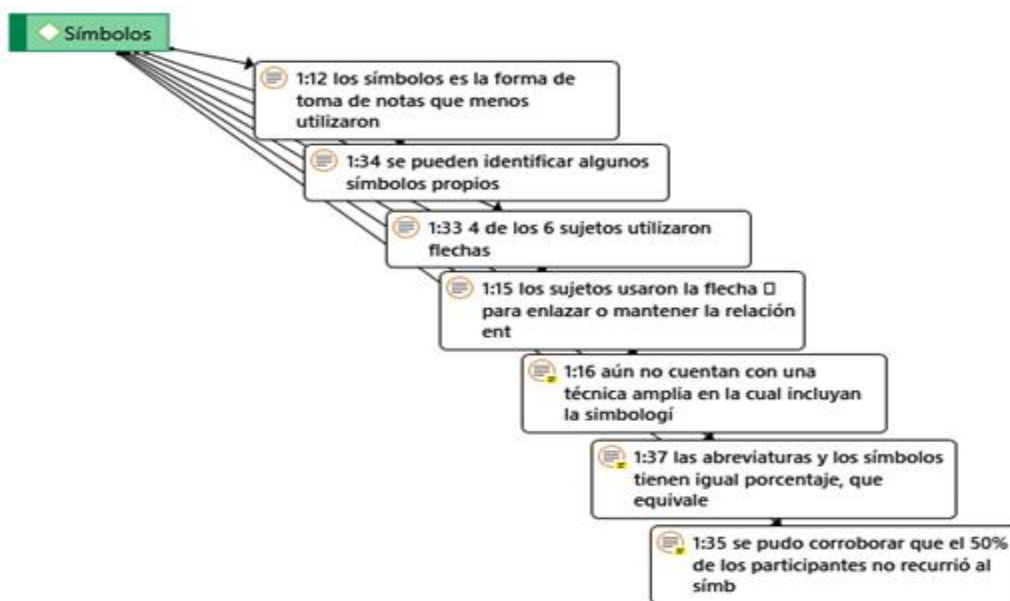 Símbolos
1:12 los símbolos es la forma de
toma de notas que menos
utilizaron
1:34 se pueden identificar algunos
símbolos propios
1:33 4 de los 6 sujetos utilizaron
flechas
1:15 los sujetos usaron la flecha □
para enlazar o mantener la relación
ent
1:16 aún no cuentan con una
técnica amplia en la cual incluyan
la simbologí
1:37 las abreviaturas y los símbolos
tienen igual porcentaje, que
equivale
1:35 se pudo corroborar que el 50%
de los participantes no recurrió al
símb